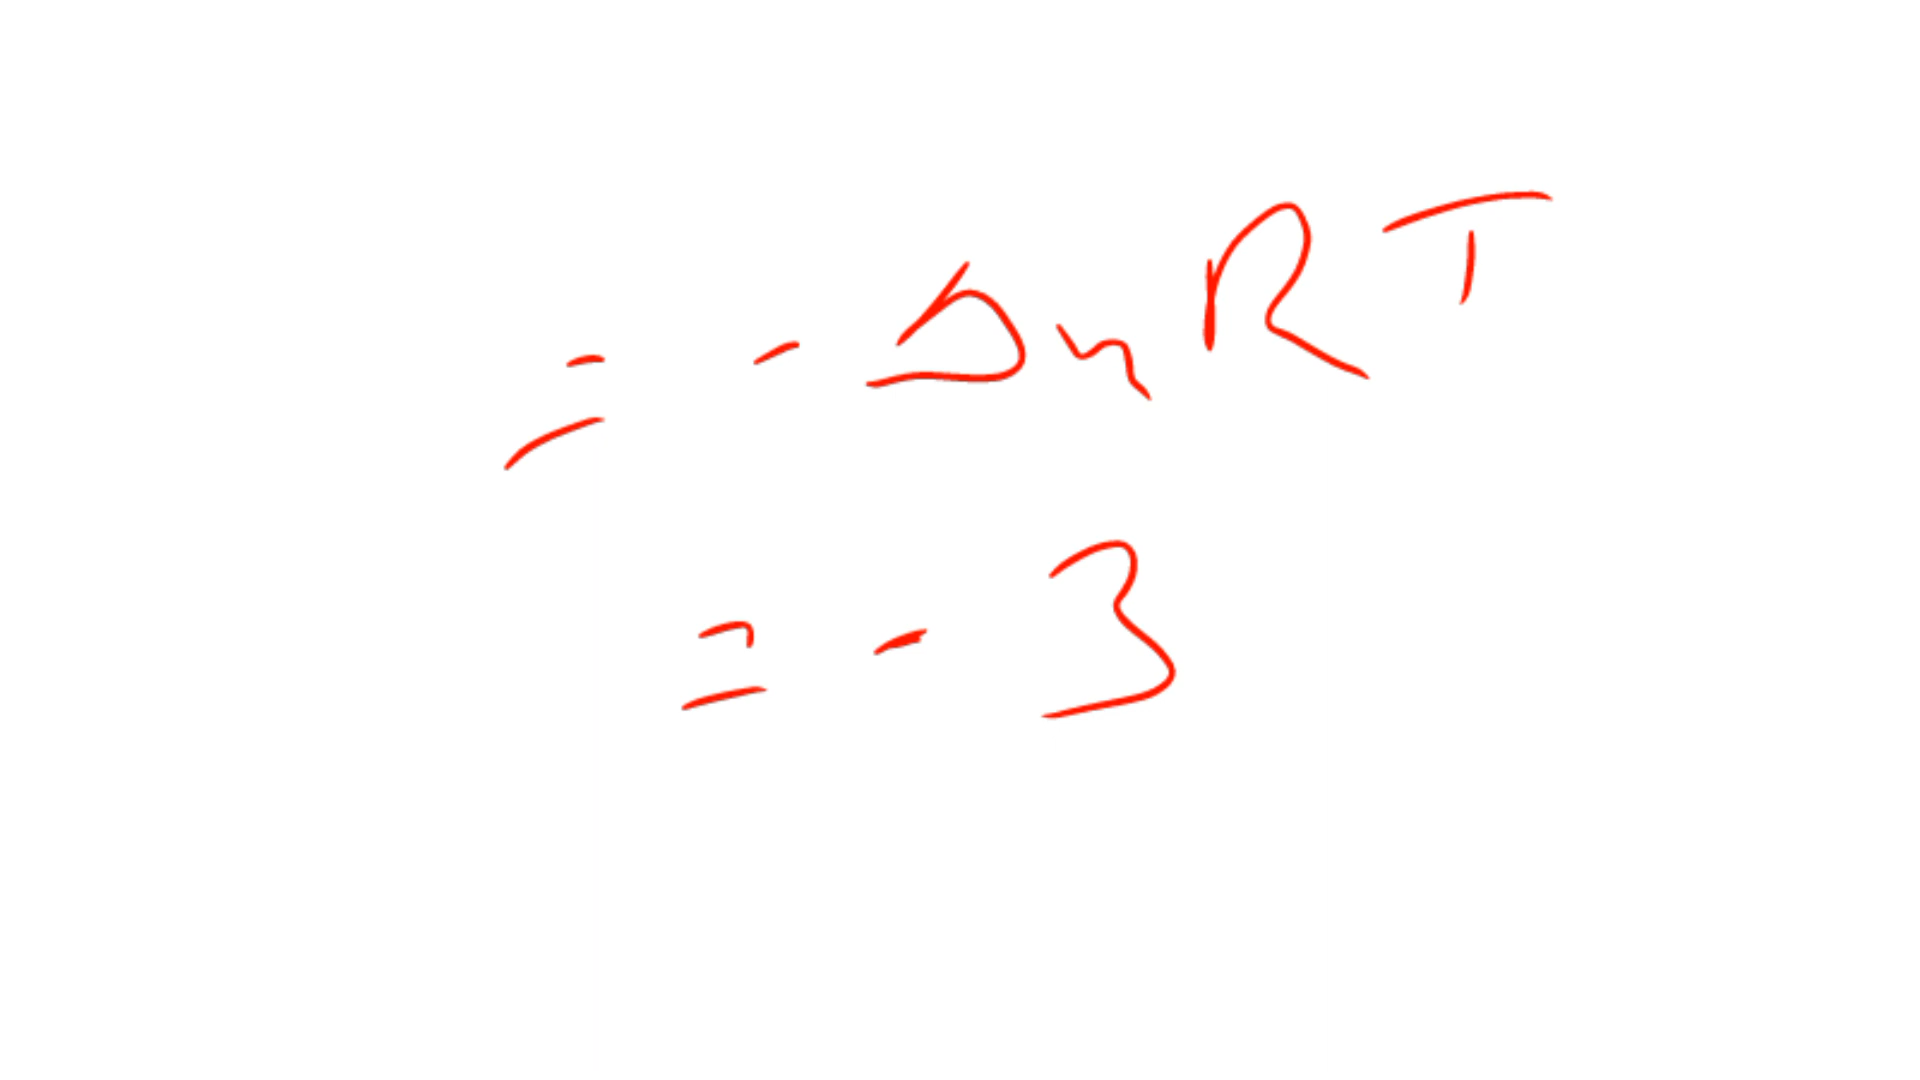 = - ΔnRT
= - 3